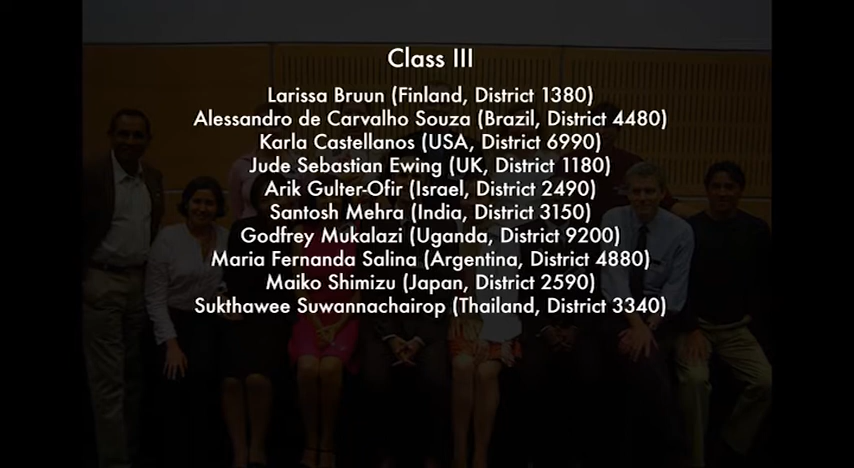 Class III
Larissa Bruun (Finland, District 1380)
Alessandro de Carvalho Souza (Brazil, District 4480)
Karla Castellanos (USA, District 6990)
Jude Sebastian Ewing (UK, District 1180)
Arik Gulter-Ofir (Israel, District 2490)
Santosh Mehra (India, District 3150)
Godfrey Mukalazi (Uganda, District 9200)
Maria Fernanda Salina (Argentina, District 4880)
Maiko Shimizu (Japan, District 2590)
Sukthawee Suwannachairop (Thailand, District 3340)